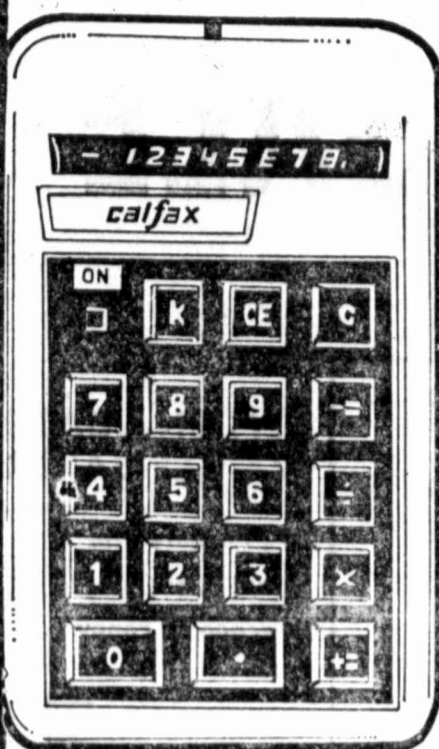 - 12345E78.
calfax
ON
K CE C
7 8 9 -=
4 5 6 ÷
1 2 3 ×
0 . +=